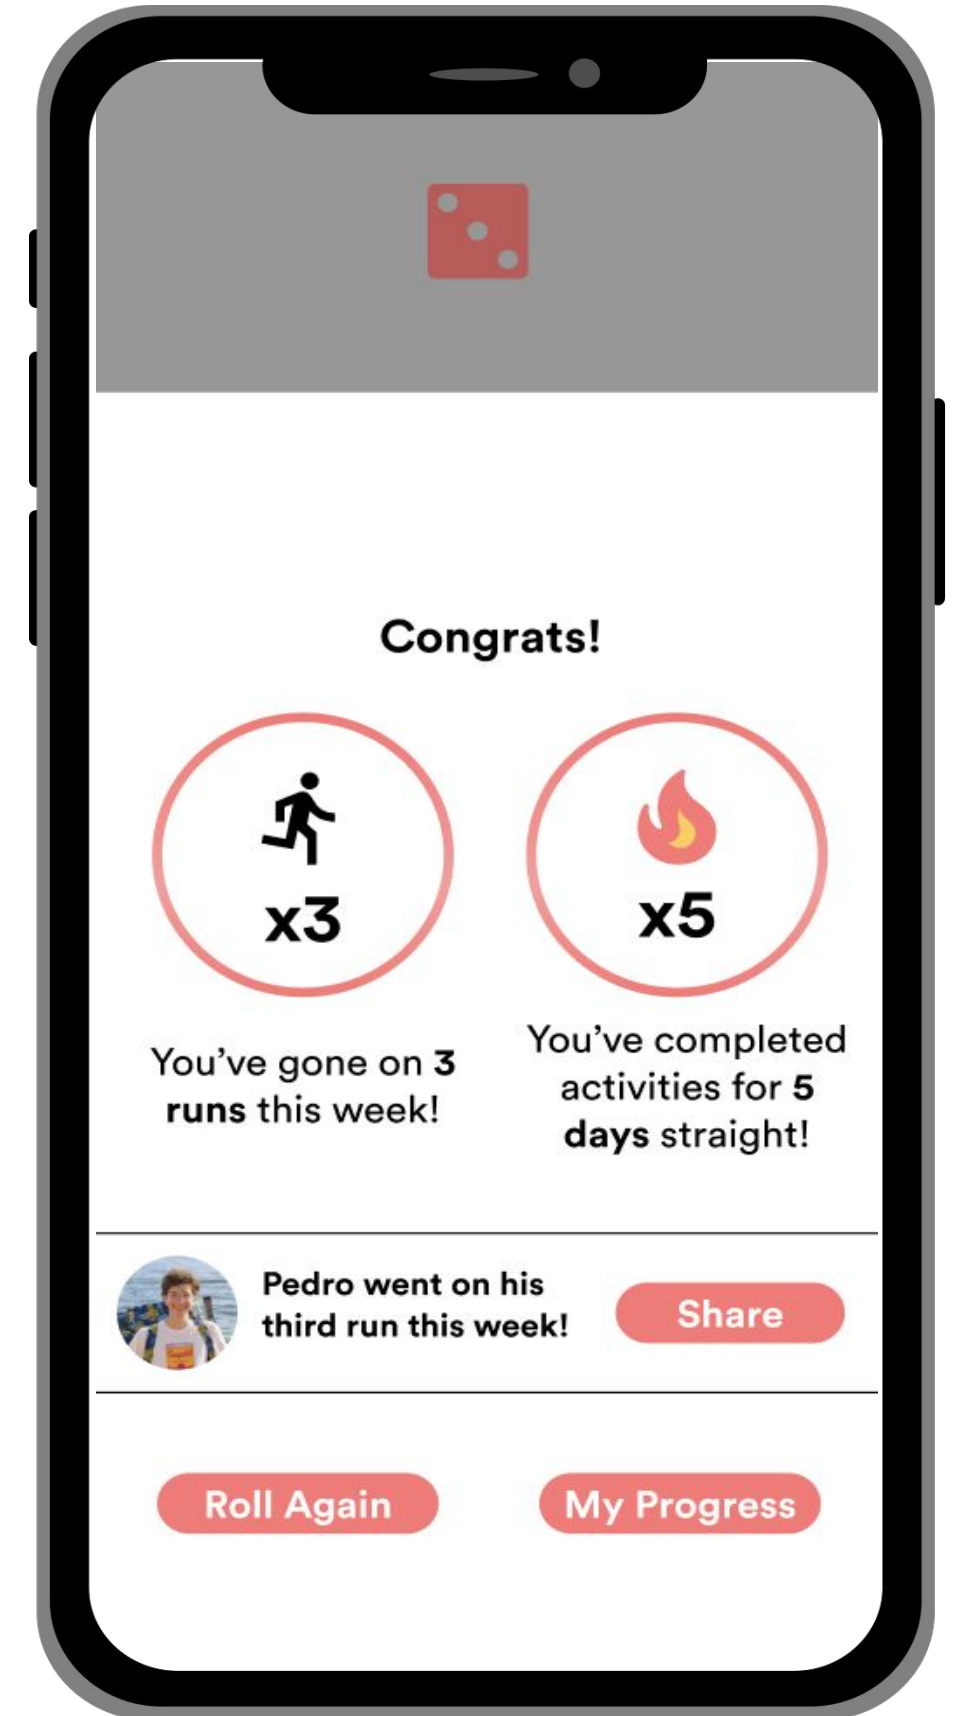 Congrats!
x3
x5
You've gone on 3
runs this week!
You've completed
activities for 5
days straight!
Pedro went on his
third run this week!
Share
Roll Again
My Progress